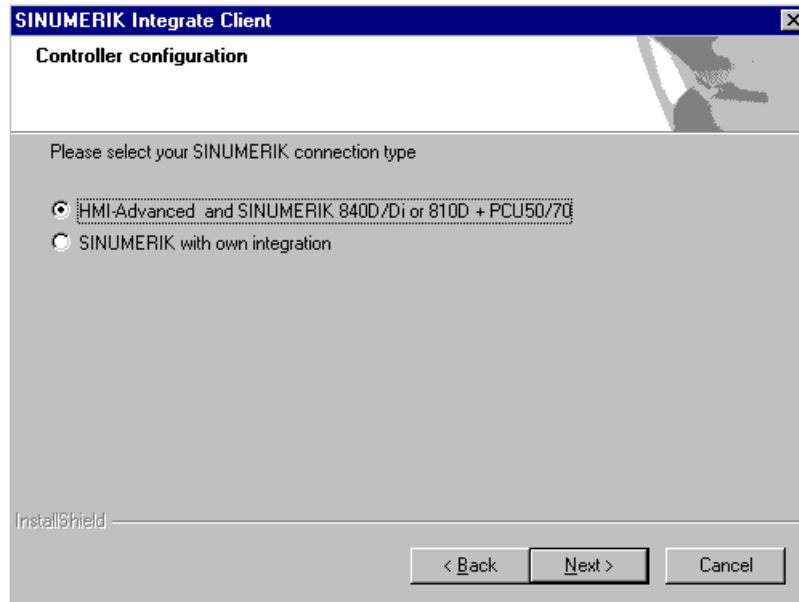 SINUMERIK Integrate Client
Controller configuration
Please select your SINUMERIK connection type
HMI-Advanced  and SINUMERIK 840D/Di or 810D + PCU50/70
SINUMERIK with own integration
InstallShield
< Back
Next >
Cancel